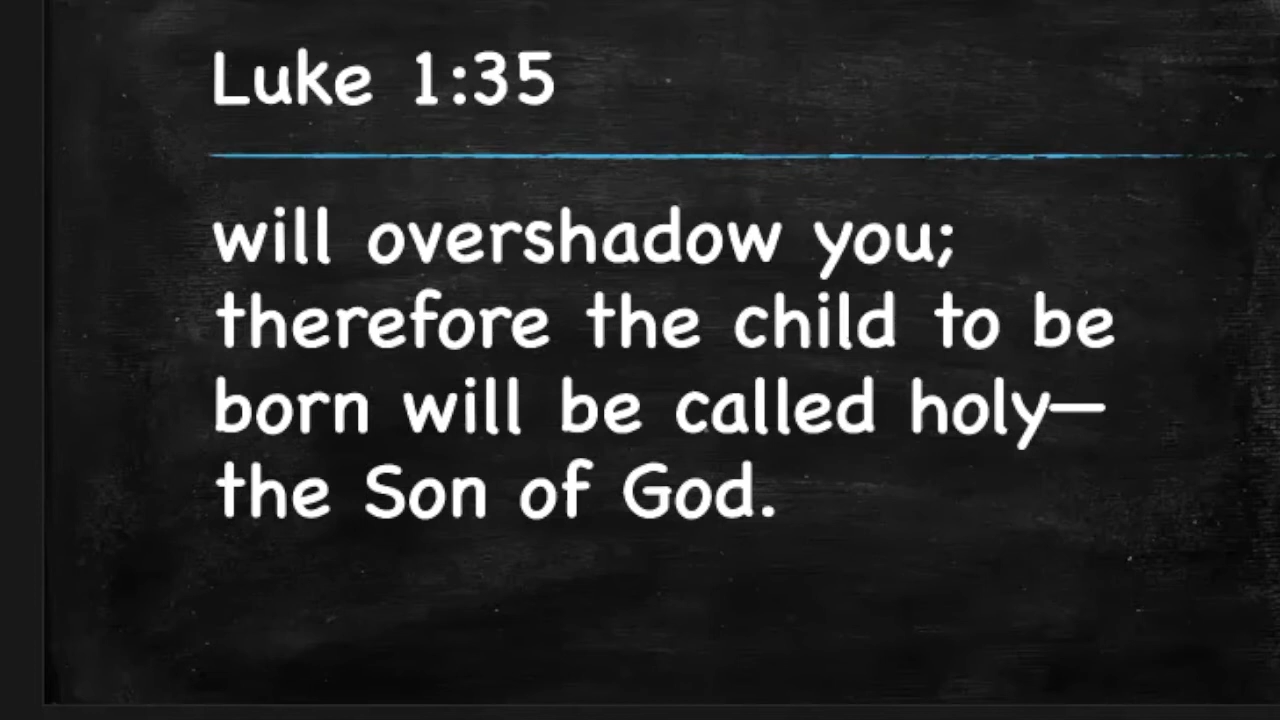 Luke 1:35
will overshadow you;
therefore the child to be
born will be called holy—
the Son of God.